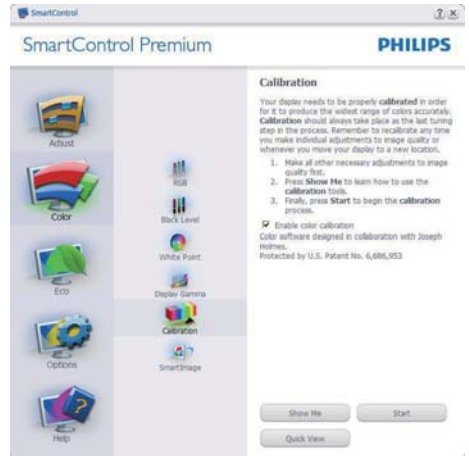 SmartControl
SmartControl Premium
PHILIPS
Adjust
Color
Eco
Options
Help
RGB
Black Level
White Point
Display Gamma
Calibration
SmartImage
Calibration
Your display needs to be properly calibrated in order
for it to produce the widest range of colors accurately.
Calibration should always take place as the last tuning
step in the process. Remember to recalibrate any time
you make individual adjustments to image quality or
whenever you move your display to a new location.
1. Make all other necessary adjustments to image
quality first.
2. Press Show Me to learn how to use the
calibration tools.
3. Finally, press Start to begin the calibration
process.
Enable color calibration
Color software designed in collaboration with Joseph
Holmes.
Protected by U.S. Patent No. 6,686,953
Show Me
Start
Quick View